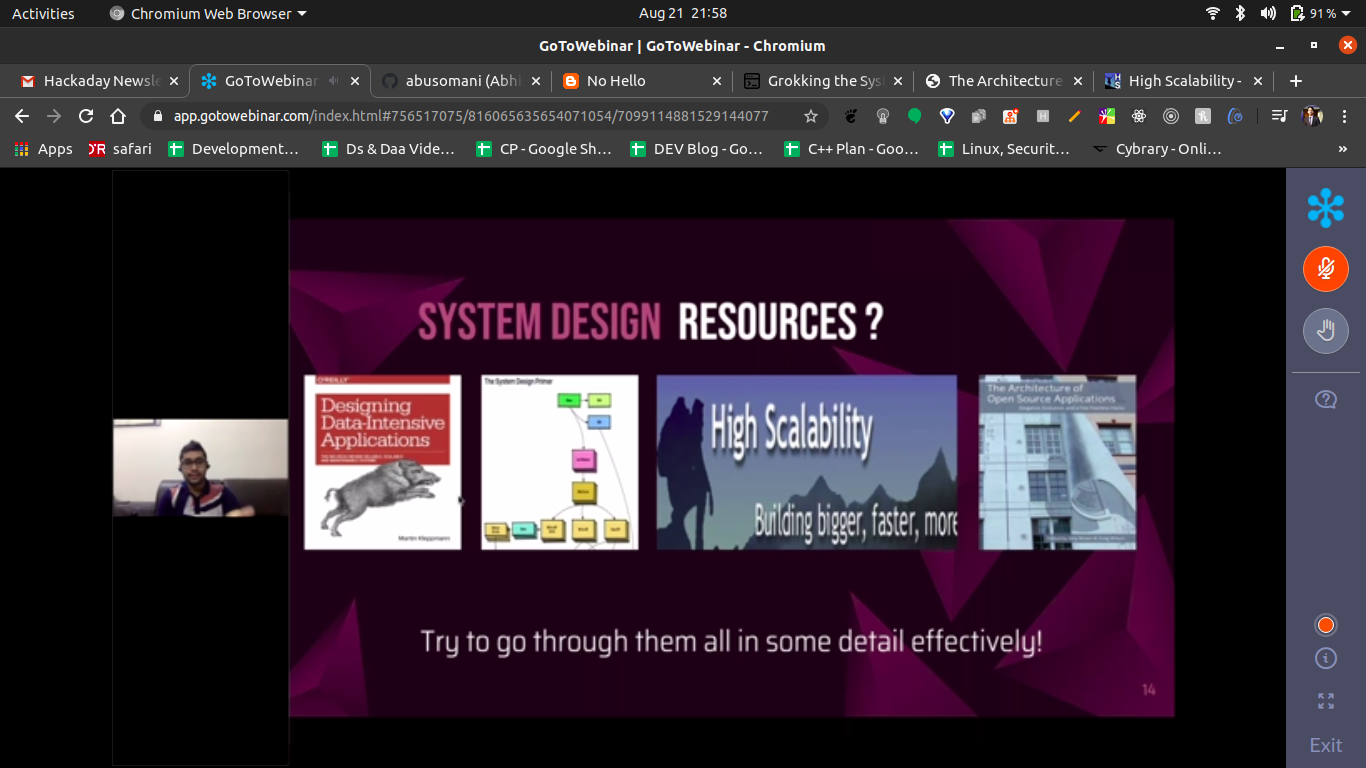 Activities
Chromium Web Browser
Aug 21 21:58
91%
GoToWebinar | GoToWebinar - Chromium
Hackaday Newsle
GoToWebinar
abusomani (Abhi
No Hello
Grokking the Sys
The Architecture
High Scalability -
app.gotowebinar.com/index.html#756517075/816065635654071054/7099114881529144077
Apps
safari
Development…
Ds & Daa Vide…
CP - Google Sh…
DEV Blog - Go…
C++ Plan - Goo…
Linux, Securit…
Cybrary - Onli…
»
SYSTEM DESIGN RESOURCES ?
O'REILLY
Designing
Data-Intensive
Applications
Martin Kleppmann
The System Design Primer
High Scalability
Building bigger, faster, more
The Architecture of
Open Source Applications
Try to go through them all in some detail effectively!
14
Exit